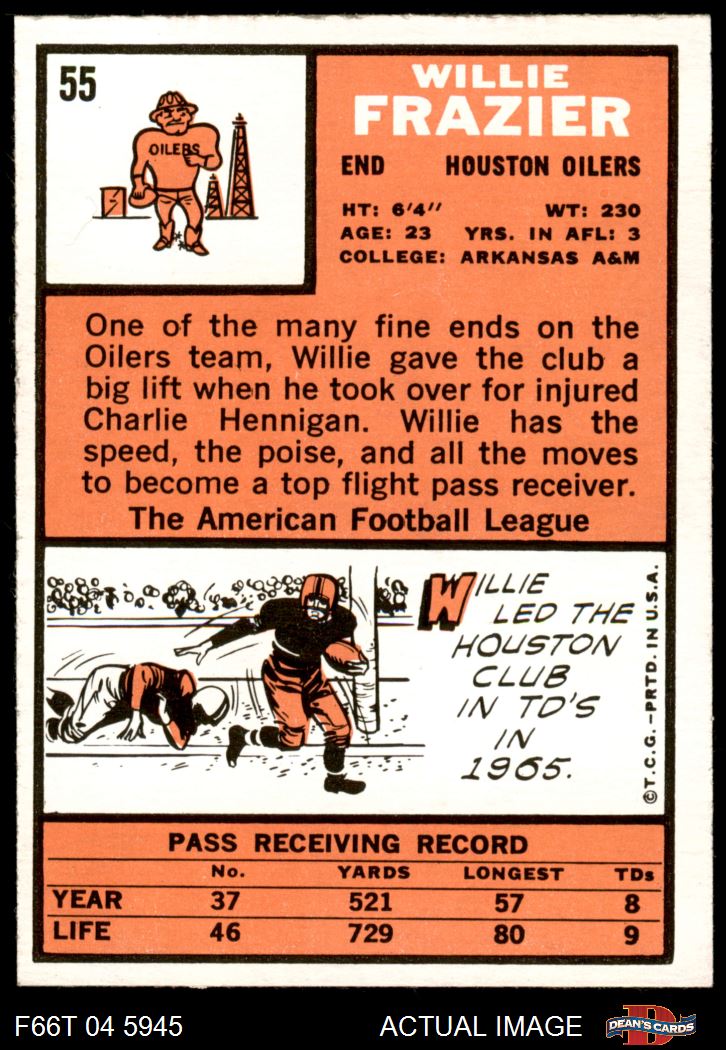 55
OILERS
WILLIE
FRAZIER
END HOUSTON OILERS
HT: 6'4" WT: 230
AGE: 23 YRS. IN AFL: 3
COLLEGE: ARKANSAS A&M
One of the many fine ends on the
Oilers team, Willie gave the club a
big lift when he took over for injured
Charlie Hennigan. Willie has the
speed, the poise, and all the moves
to become a top flight pass receiver.
The American Football League
WILLIE
LED THE
HOUSTON
CLUB
IN TD'S
IN
1965.
© T.C.G. –PRTD. IN U.S.A.
PASS RECEIVING RECORD
No. YARDS LONGEST TDs
YEAR 37 521 57 8
LIFE 46 729 80 9
F66T 04 5945 ACTUAL IMAGE
D
DEAN'S CARDS